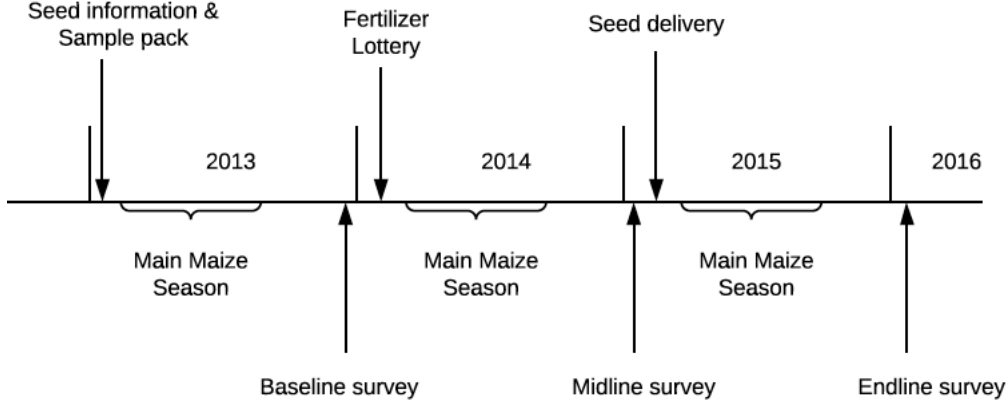 Seed information &
Sample pack
Fertilizer
Lottery
Seed delivery
2013
2014
2015
2016
Main Maize
Season
Main Maize
Season
Main Maize
Season
Baseline survey
Midline survey
Endline survey